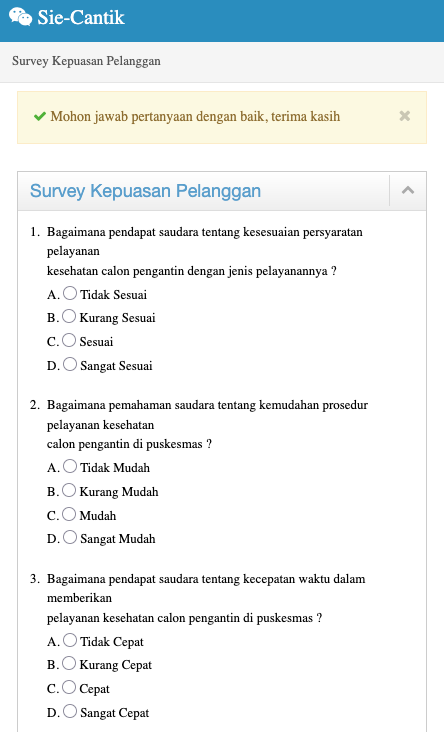 Sie-Cantik
Survey Kepuasan Pelanggan
Mohon jawab pertanyaan dengan baik, terima kasih
Survey Kepuasan Pelanggan
1. Bagaimana pendapat saudara tentang kesesuaian persyaratan
pelayanan
kesehatan calon pengantin dengan jenis pelayanannya ?
A. Tidak Sesuai
B. Kurang Sesuai
C. Sesuai
D. Sangat Sesuai
2. Bagaimana pemahaman saudara tentang kemudahan prosedur
pelayanan kesehatan
calon pengantin di puskesmas ?
A. Tidak Mudah
B. Kurang Mudah
C. Mudah
D. Sangat Mudah
3. Bagaimana pendapat saudara tentang kecepatan waktu dalam
memberikan
pelayanan kesehatan calon pengantin di puskesmas ?
A. Tidak Cepat
B. Kurang Cepat
C. Cepat
D. Sangat Cepat